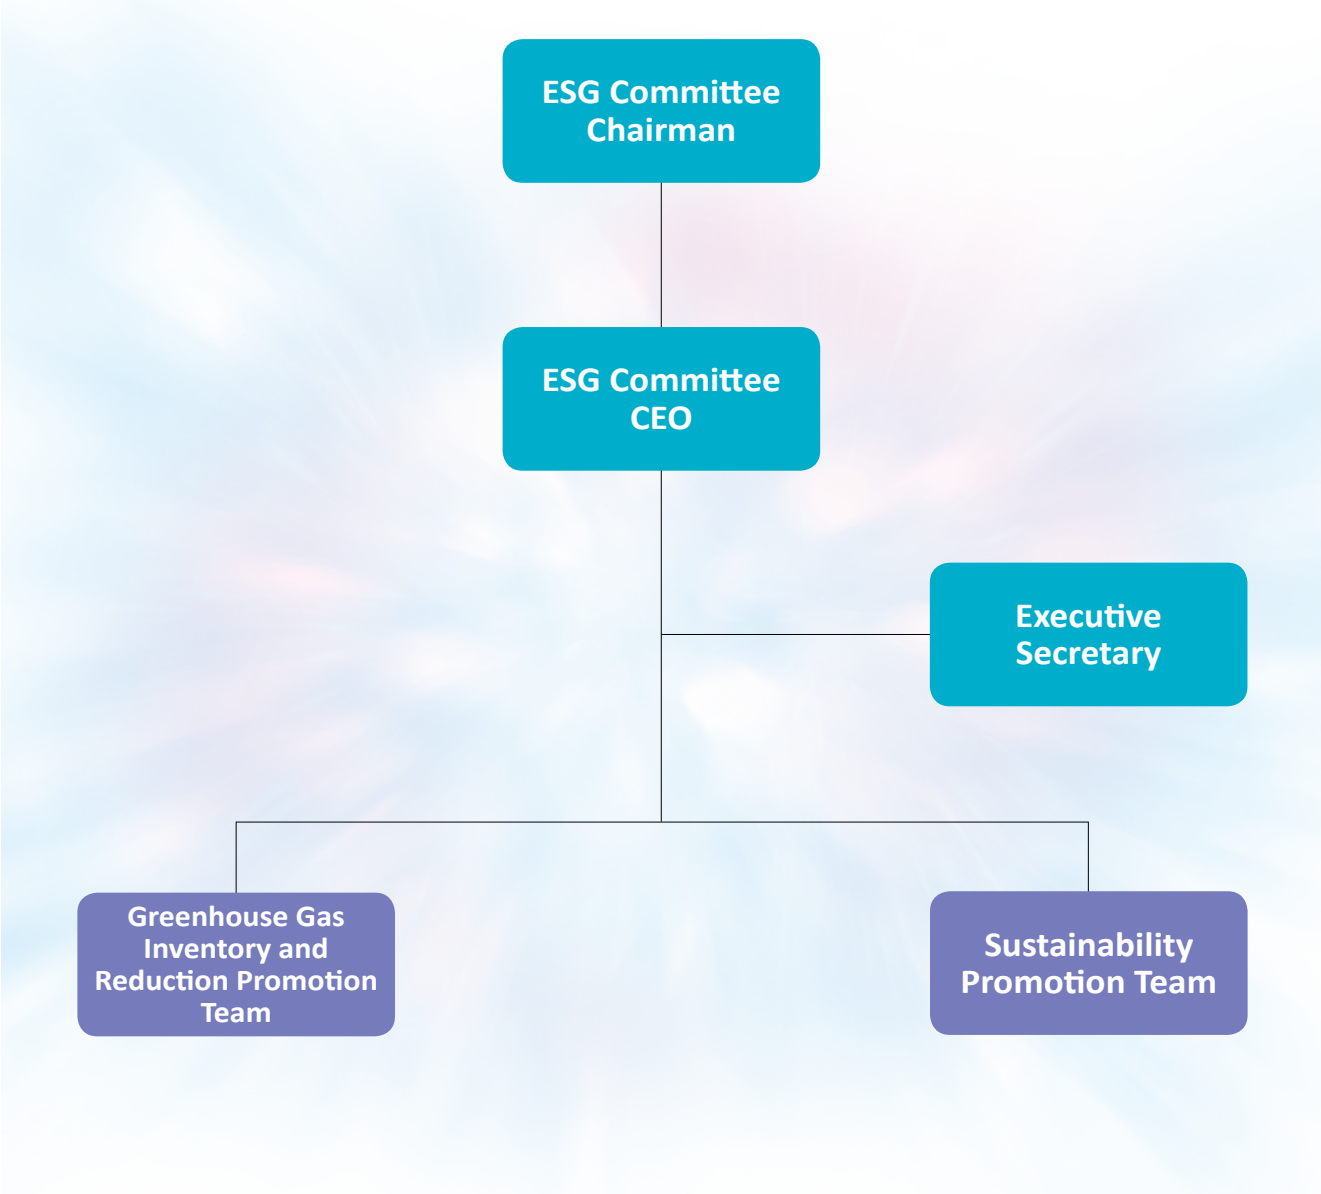 ESG Committee
Chairman
ESG Committee
CEO
Executive
Secretary
Greenhouse Gas
Inventory and
Reduction Promotion
Team
Sustainability
Promotion Team